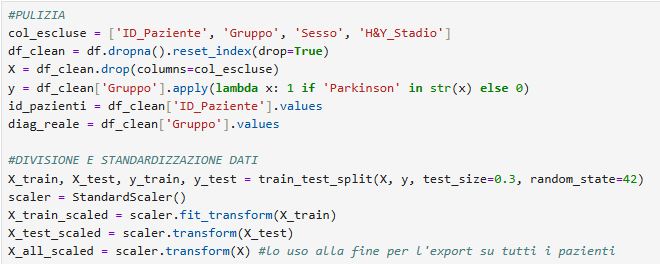 #PULIZIA
col_escluse = ['ID_Paziente', 'Gruppo', 'Sesso', 'H&Y_Stadio']
df_clean = df.dropna().reset_index(drop=True)
X = df_clean.drop(columns=col_escluse)
y = df_clean['Gruppo'].apply(lambda x: 1 if 'Parkinson' in str(x) else 0)
id_pazienti = df_clean['ID_Paziente'].values
diag_reale = df_clean['Gruppo'].values
#DIVISIONE E STANDARDIZZAZIONE DATI
X_train, X_test, y_train, y_test = train_test_split(X, y, test_size=0.3, random_state=42)
scaler = StandardScaler()
X_train_scaled = scaler.fit_transform(X_train)
X_test_scaled = scaler.transform(X_test)
X_all_scaled = scaler.transform(X) #lo uso alla fine per l'export su tutti i pazienti